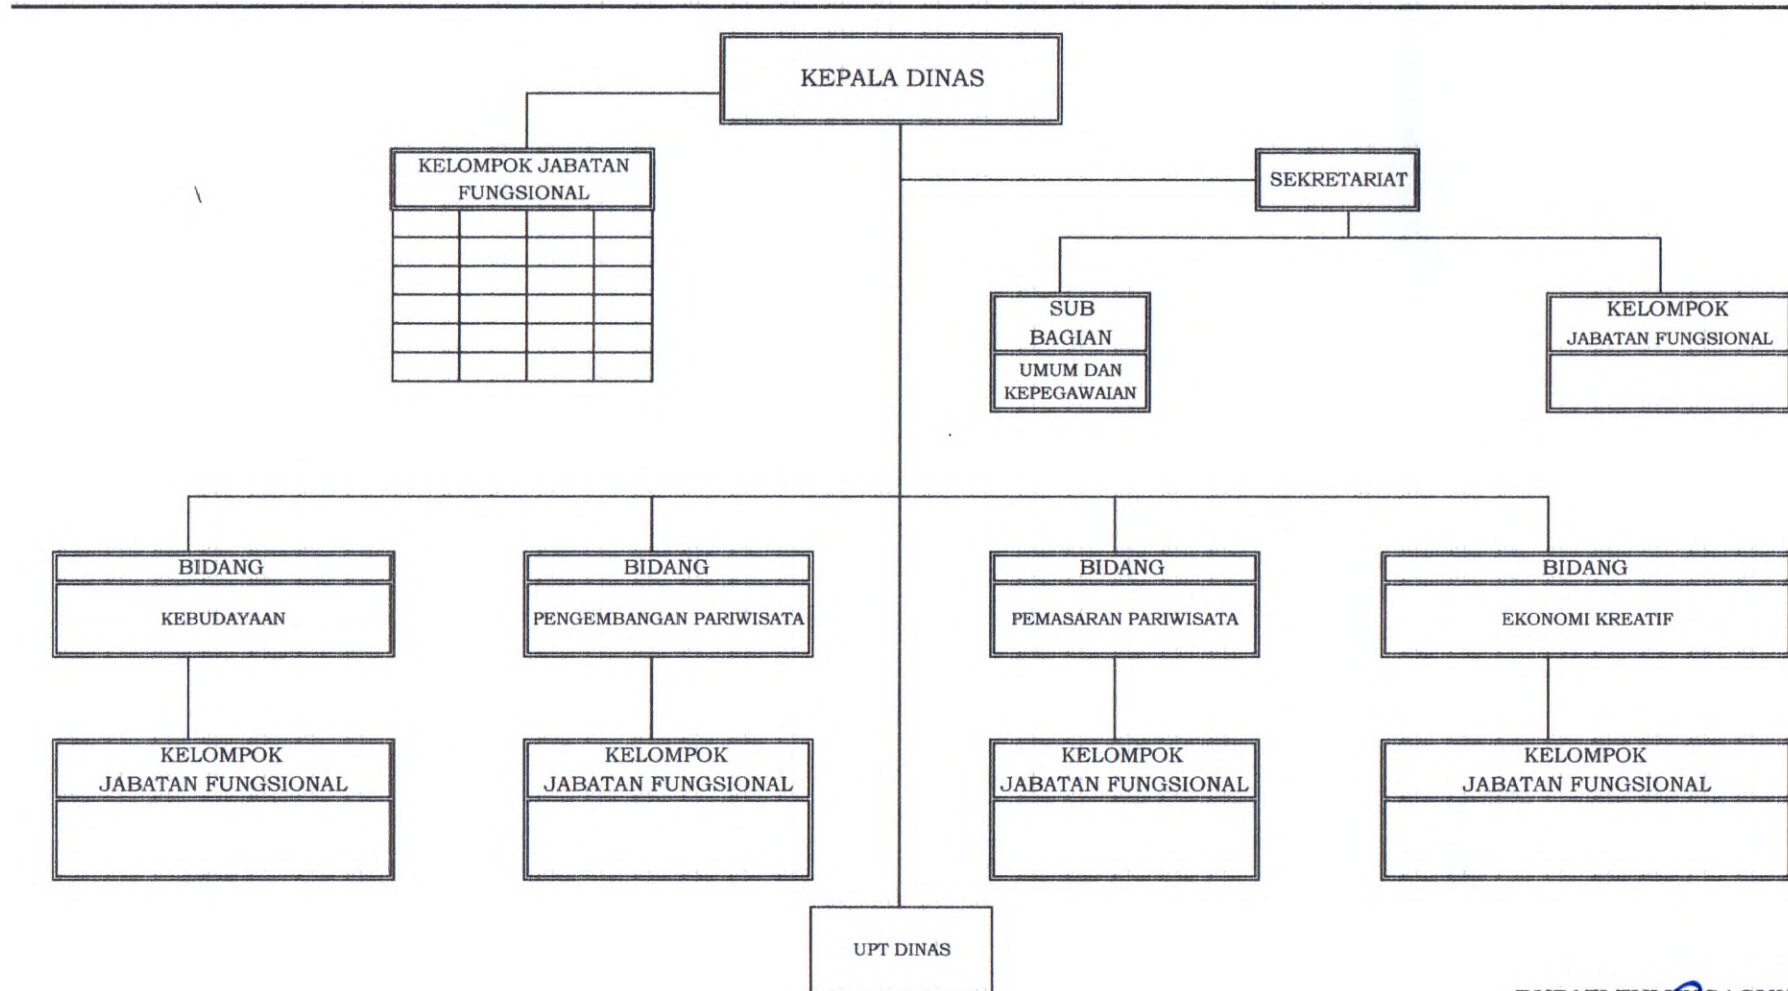 KEPALA DINAS
KELOMPOK JABATAN
FUNGSIONAL
SEKRETARIAT
SUB
BAGIAN
UMUM DAN
KEPEGAWAIAN
KELOMPOK
JABATAN FUNGSIONAL
BIDANG
KEBUDAYAAN
BIDANG
PENGEMBANGAN PARIWISATA
BIDANG
PEMASARAN PARIWISATA
BIDANG
EKONOMI KREATIF
KELOMPOK
JABATAN FUNGSIONAL
KELOMPOK
JABATAN FUNGSIONAL
KELOMPOK
JABATAN FUNGSIONAL
KELOMPOK
JABATAN FUNGSIONAL
UPT DINAS